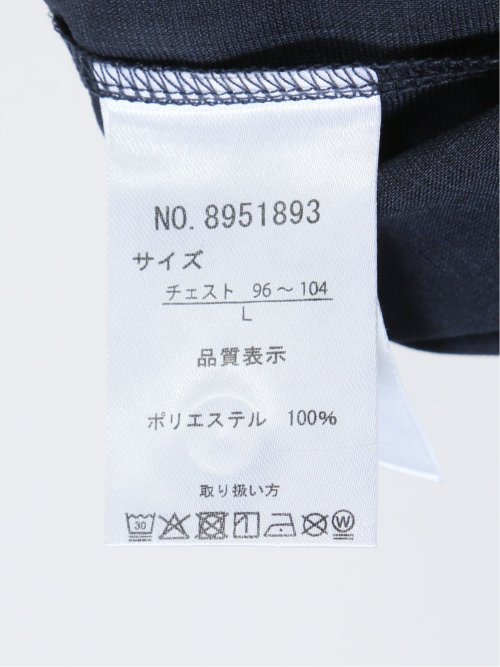 NO. 8951893
サイズ
チェスト 96～104
L
品質表示
ポリエステル 100%
取り扱い方
30 W